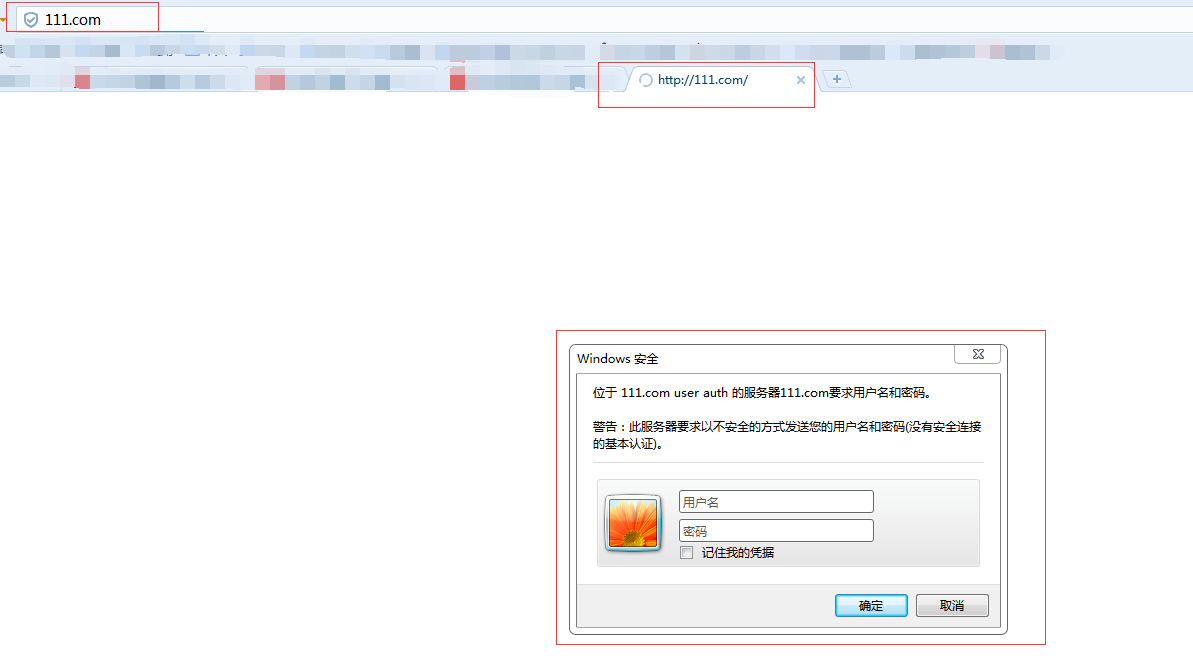 111.com
http://111.com/
Windows 安全
位于 111.com user auth 的服务器111.com要求用户名和密码。
警告：此服务器要求以不安全的方式发送您的用户名和密码(没有安全连接
的基本认证)。
用户名
密码
记住我的凭据
确定
取消